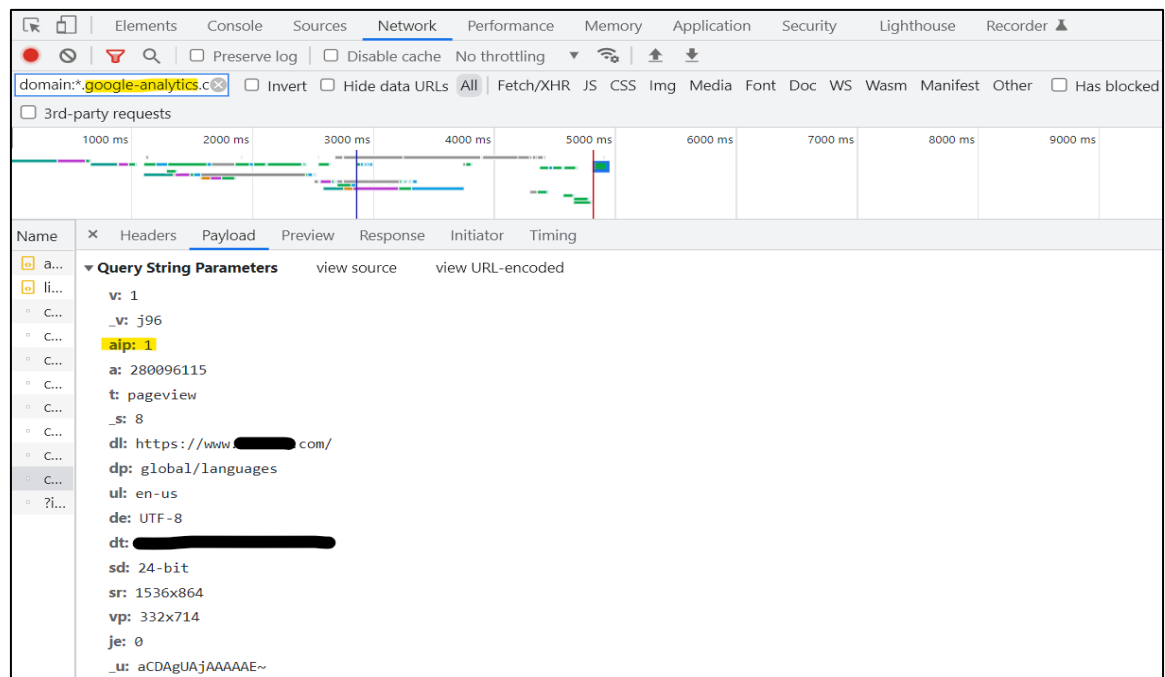 Elements Console Sources Network Performance Memory Application Security Lighthouse Recorder
Preserve log Disable cache No throttling
domain:*.google-analytics.c Invert Hide data URLs All Fetch/XHR JS CSS Img Media Font Doc WS Wasm Manifest Other Has blocked
3rd-party requests
1000 ms 2000 ms 3000 ms 4000 ms 5000 ms 6000 ms 7000 ms 8000 ms 9000 ms
Name × Headers Payload Preview Response Initiator Timing
a... Query String Parameters view source view URL-encoded
li... v: 1
c... _v: j96
c... aip: 1
c... a: 280096115
c... t: pageview
c... _s: 8
c... dl: https://www. .com/
c... dp: global/languages
c... ul: en-us
?i... de: UTF-8
dt:
sd: 24-bit
sr: 1536x864
vp: 332x714
je: 0
_u: aCDAgUAjAAAAAE~